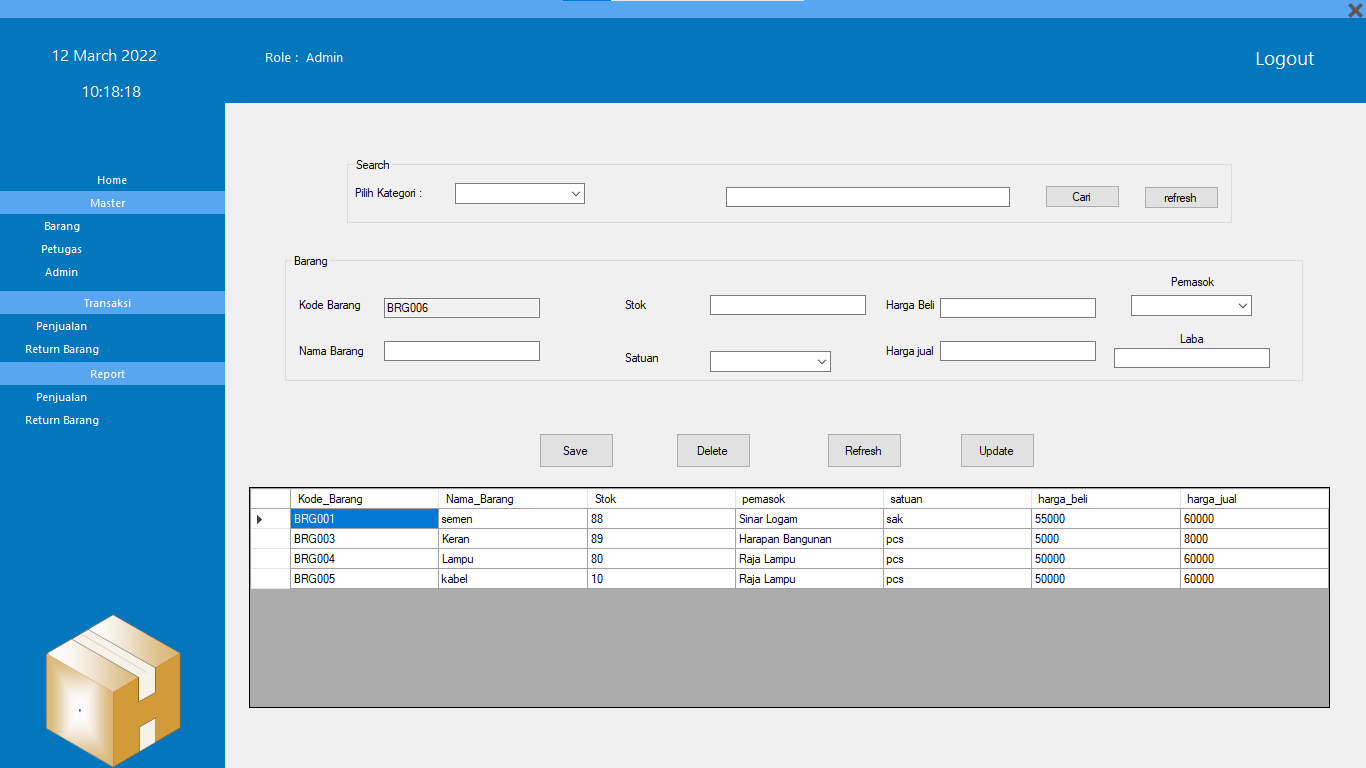 12 March 2022
10:18:18
Role : Admin
Logout
Home
Master
Barang
Petugas
Admin
Transaksi
Penjualan
Return Barang
Report
Penjualan
Return Barang
Search
Pilih Kategori :
Cari
refresh
Barang
Kode Barang
BRG006
Stok
Harga Beli
Pemasok
Nama Barang
Satuan
Harga jual
Laba
Save
Delete
Refresh
Update
Kode_Barang Nama_Barang Stok pemasok satuan harga_beli harga_jual
BRG001 semen 88 Sinar Logam sak 55000 60000
BRG003 Keran 89 Harapan Bangunan pcs 5000 8000
BRG004 Lampu 80 Raja Lampu pcs 50000 60000
BRG005 kabel 10 Raja Lampu pcs 50000 60000